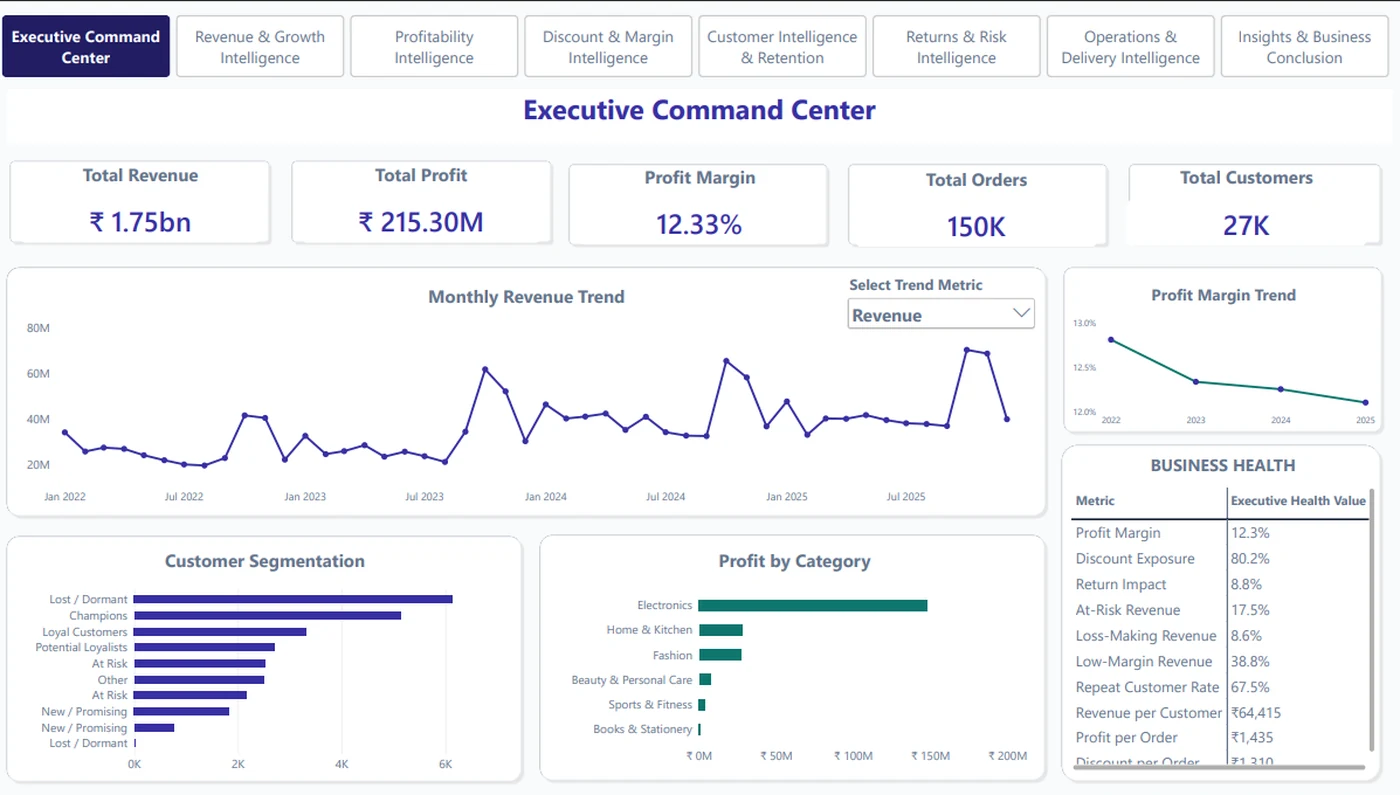 Executive Command
Center
Revenue & Growth
Intelligence
Profitability
Intelligence
Discount & Margin
Intelligence
Customer Intelligence
& Retention
Returns & Risk
Intelligence
Operations &
Delivery Intelligence
Insights & Business
Conclusion
Executive Command Center
Total Revenue
₹ 1.75bn
Total Profit
₹ 215.30M
Profit Margin
12.33%
Total Orders
150K
Total Customers
27K
Monthly Revenue Trend
Select Trend Metric
Revenue
80M
60M
40M
20M
Jan 2022 Jul 2022 Jan 2023 Jul 2023 Jan 2024 Jul 2024 Jan 2025 Jul 2025
Profit Margin Trend
13.0%
12.5%
12.0%
2022 2023 2024 2025
Customer Segmentation
Lost / Dormant
Champions
Loyal Customers
Potential Loyalists
At Risk
Other
At Risk
New / Promising
New / Promising
Lost / Dormant
0K 2K 4K 6K
Profit by Category
Electronics
Home & Kitchen
Fashion
Beauty & Personal Care
Sports & Fitness
Books & Stationery
₹ 0M ₹ 50M ₹ 100M ₹ 150M ₹ 200M
BUSINESS HEALTH
Metric Executive Health Value
Profit Margin 12.3%
Discount Exposure 80.2%
Return Impact 8.8%
At-Risk Revenue 17.5%
Loss-Making Revenue 8.6%
Low-Margin Revenue 38.8%
Repeat Customer Rate 67.5%
Revenue per Customer ₹64,415
Profit per Order ₹1,435
Discount per Order ₹1,310